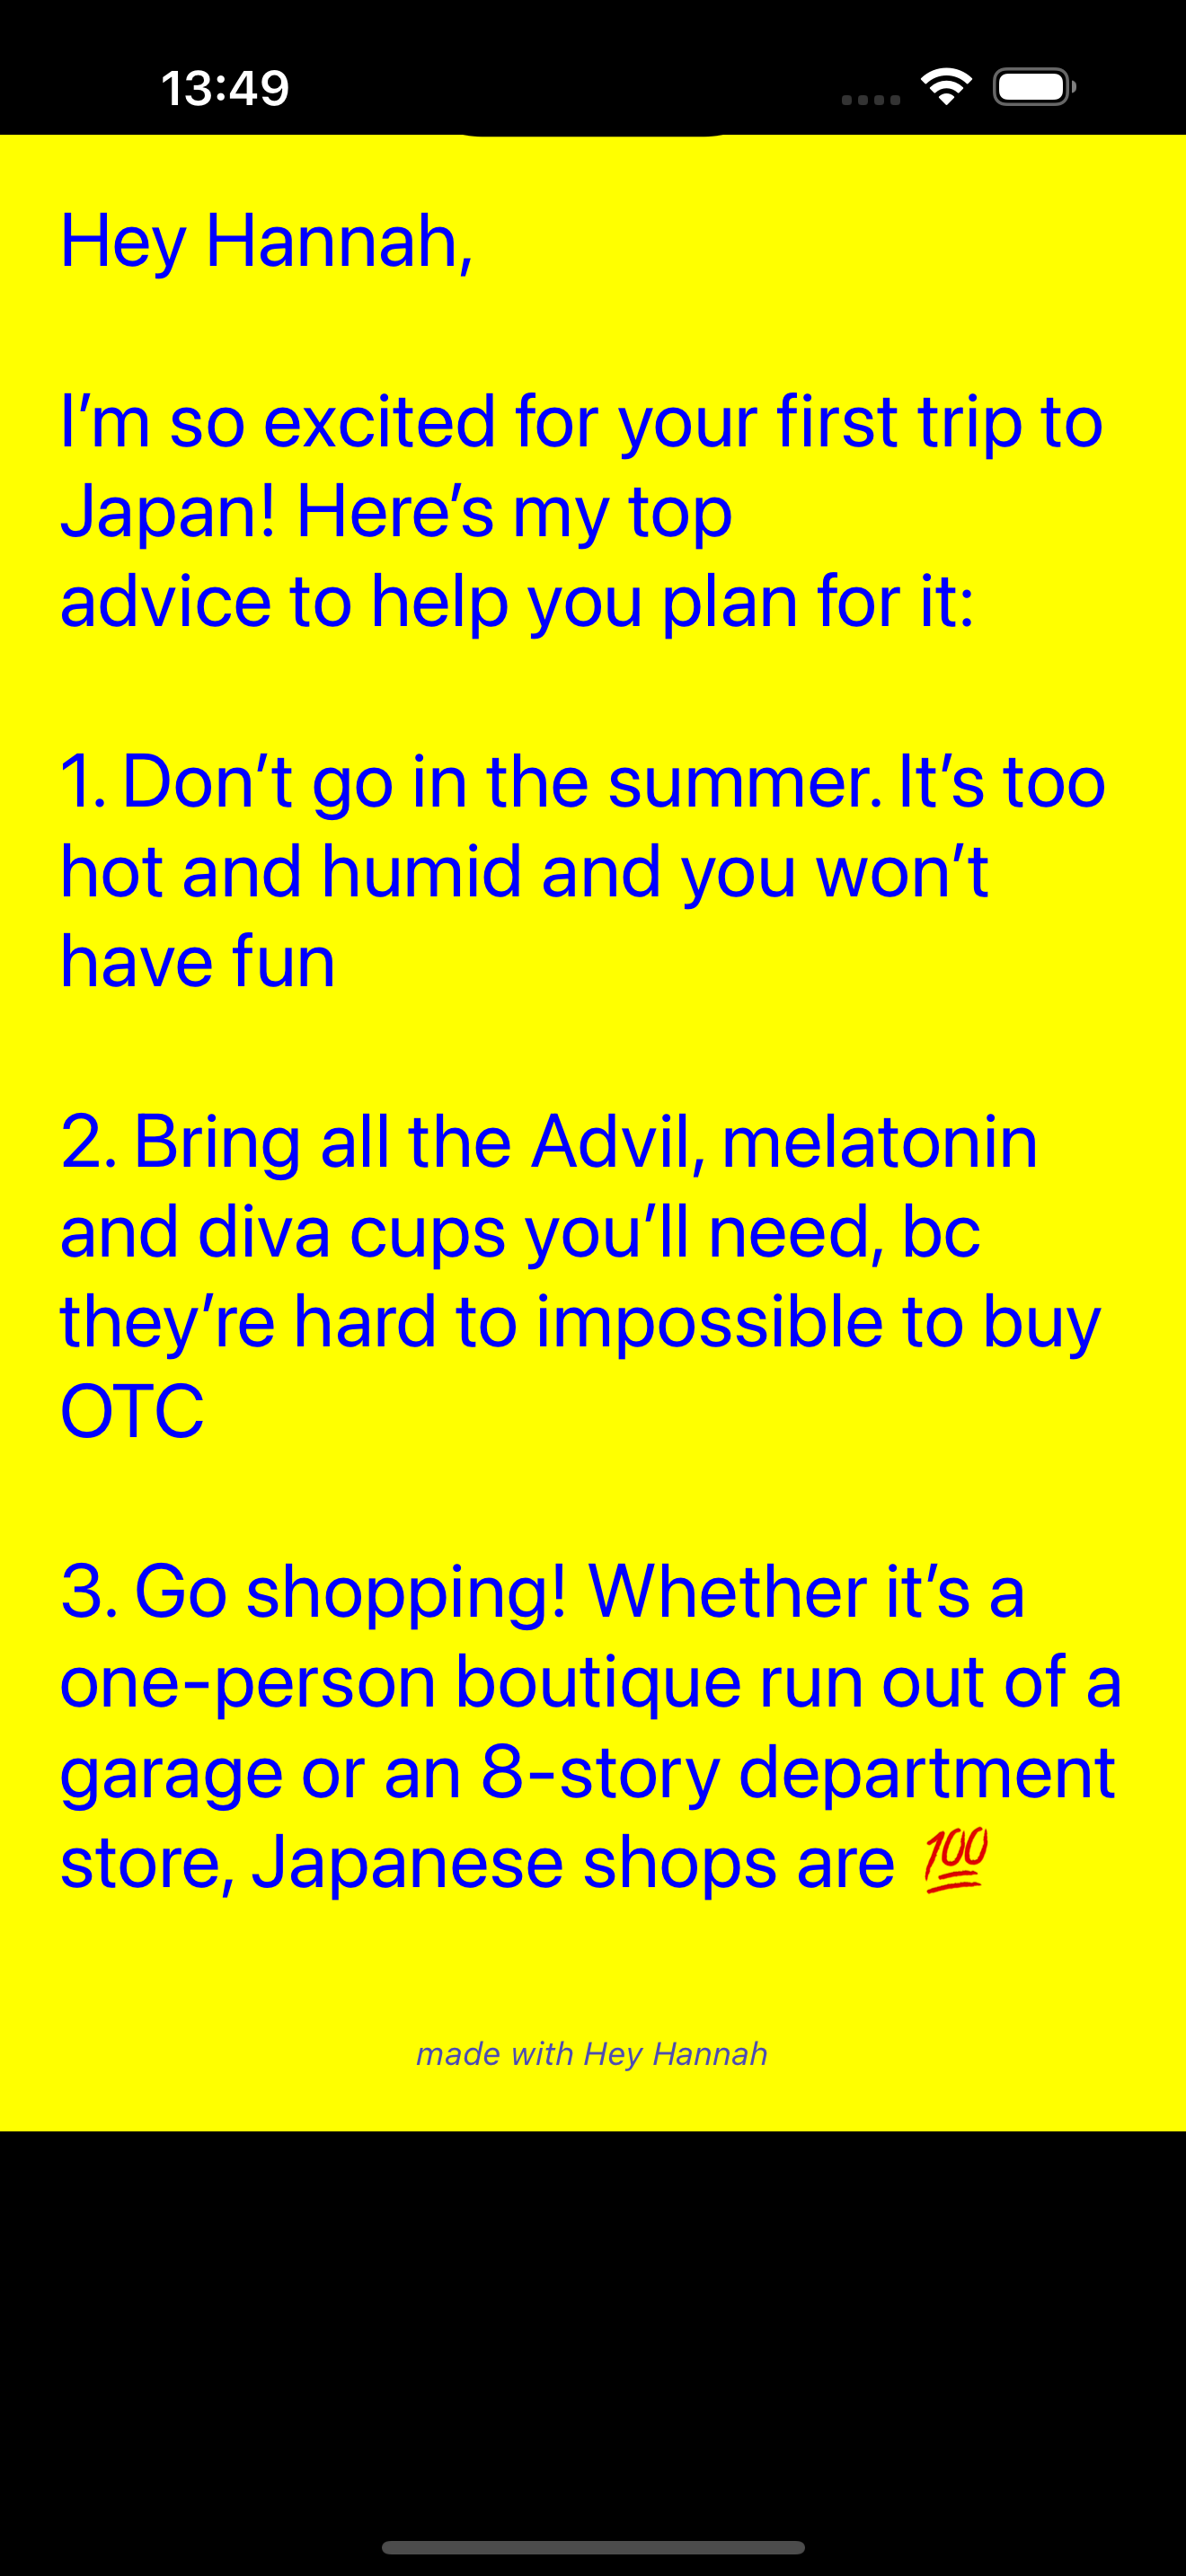 13:49
Hey Hannah,
I’m so excited for your first trip to
Japan! Here’s my top
advice to help you plan for it:
1. Don’t go in the summer. It’s too
hot and humid and you won’t
have fun
2. Bring all the Advil, melatonin
and diva cups you’ll need, bc
they’re hard to impossible to buy
OTC
3. Go shopping! Whether it’s a
one-person boutique run out of a
garage or an 8-story department
store, Japanese shops are 💯
made with Hey Hannah